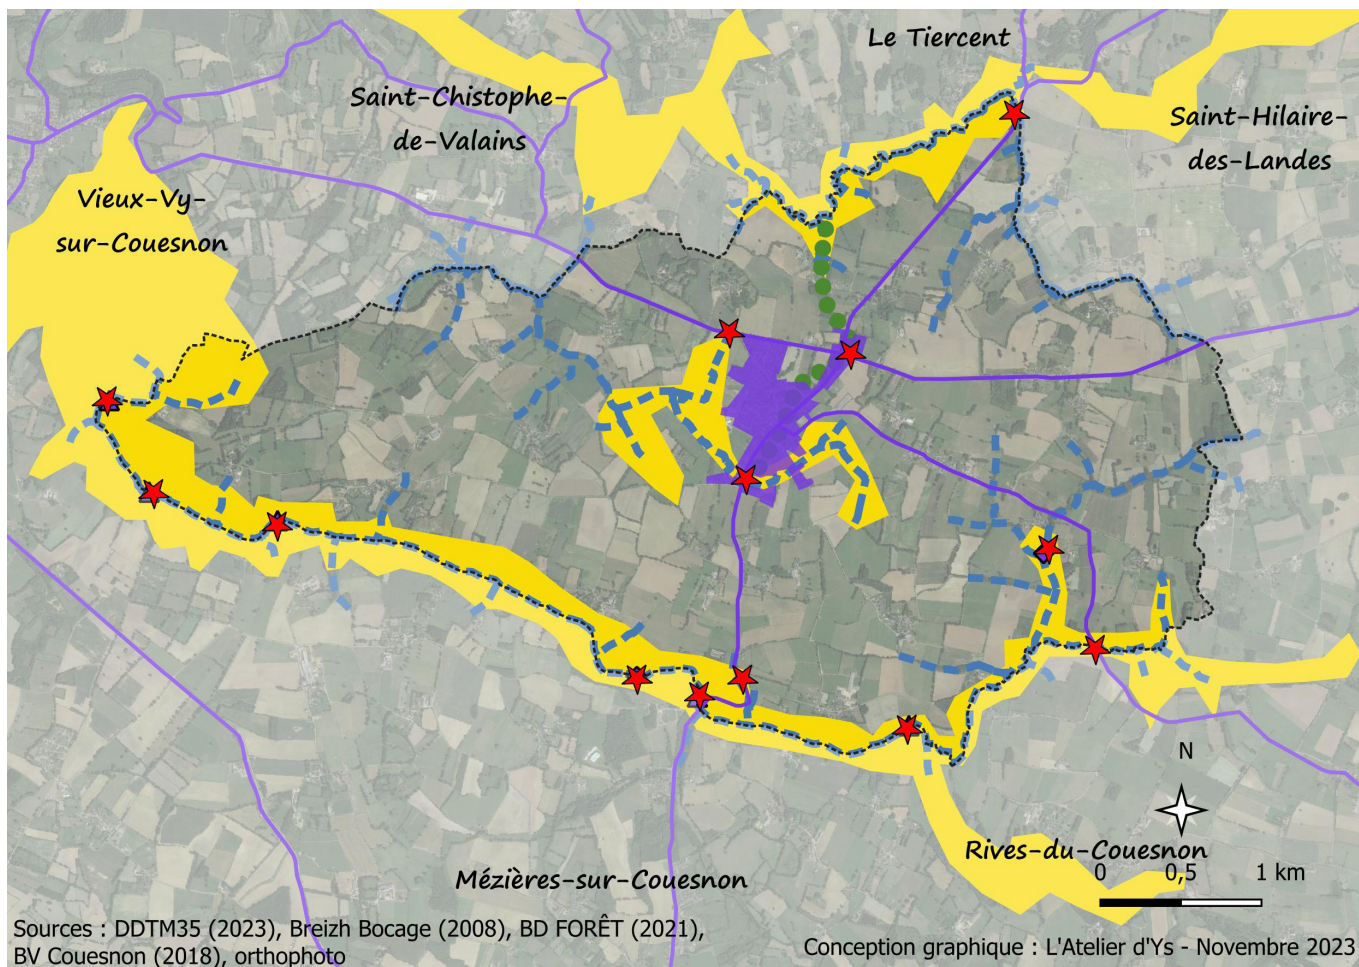 Le Tiercent
Saint-Chistophe-
de-Valains
Saint-Hilaire-
des-Landes
Vieux-Vy-
sur-Couesnon
N
Rives-du-Couesnon
0 0,5 1 km
Mézières-sur-Couesnon
Sources : DDTM35 (2023), Breizh Bocage (2008), BD FORÊT (2021),
BV Couesnon (2018), orthophoto
Conception graphique : L'Atelier d'Ys - Novembre 2023